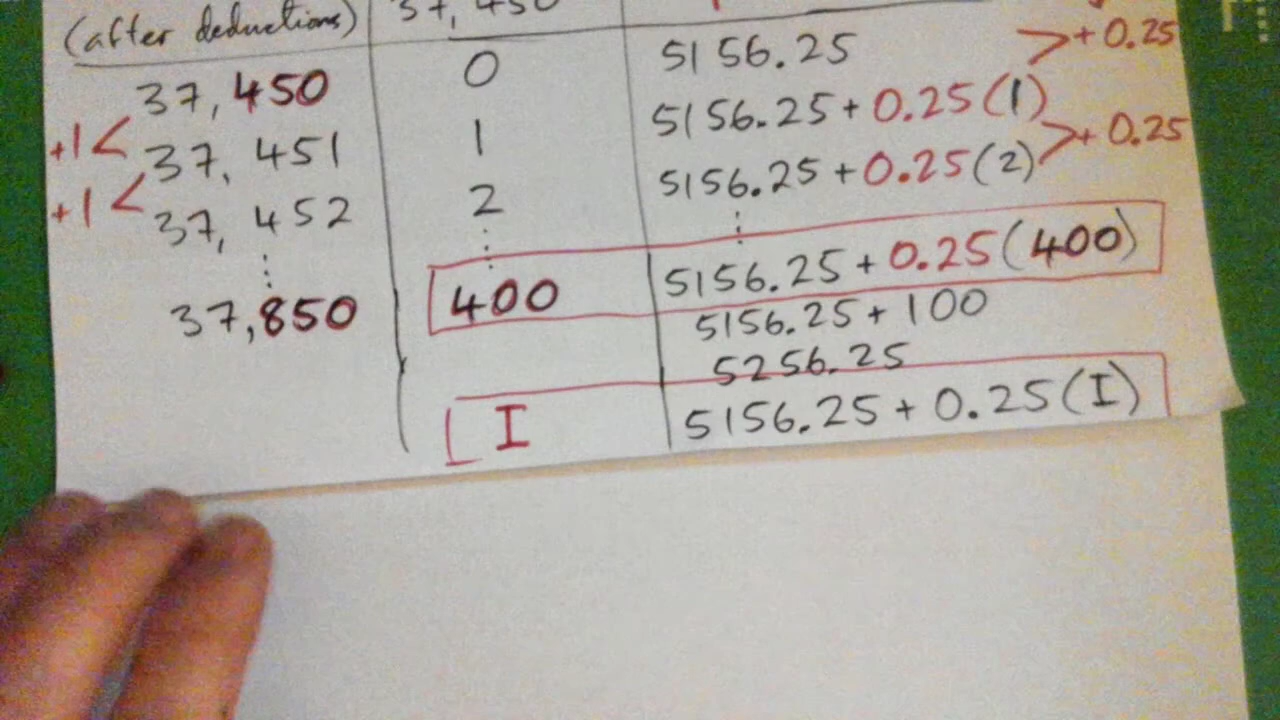 (after deductions) 37,450
37,450 0 5156.25 > +0.25
+1 < 37,451 1 5156.25 + 0.25(1)
> +0.25
+1 < 37,452 2 5156.25 + 0.25(2)
⋮ ⋮ ⋮
37,850 400 5156.25 + 0.25(400)
5156.25 + 100
5256.25
I 5156.25 + 0.25(I)